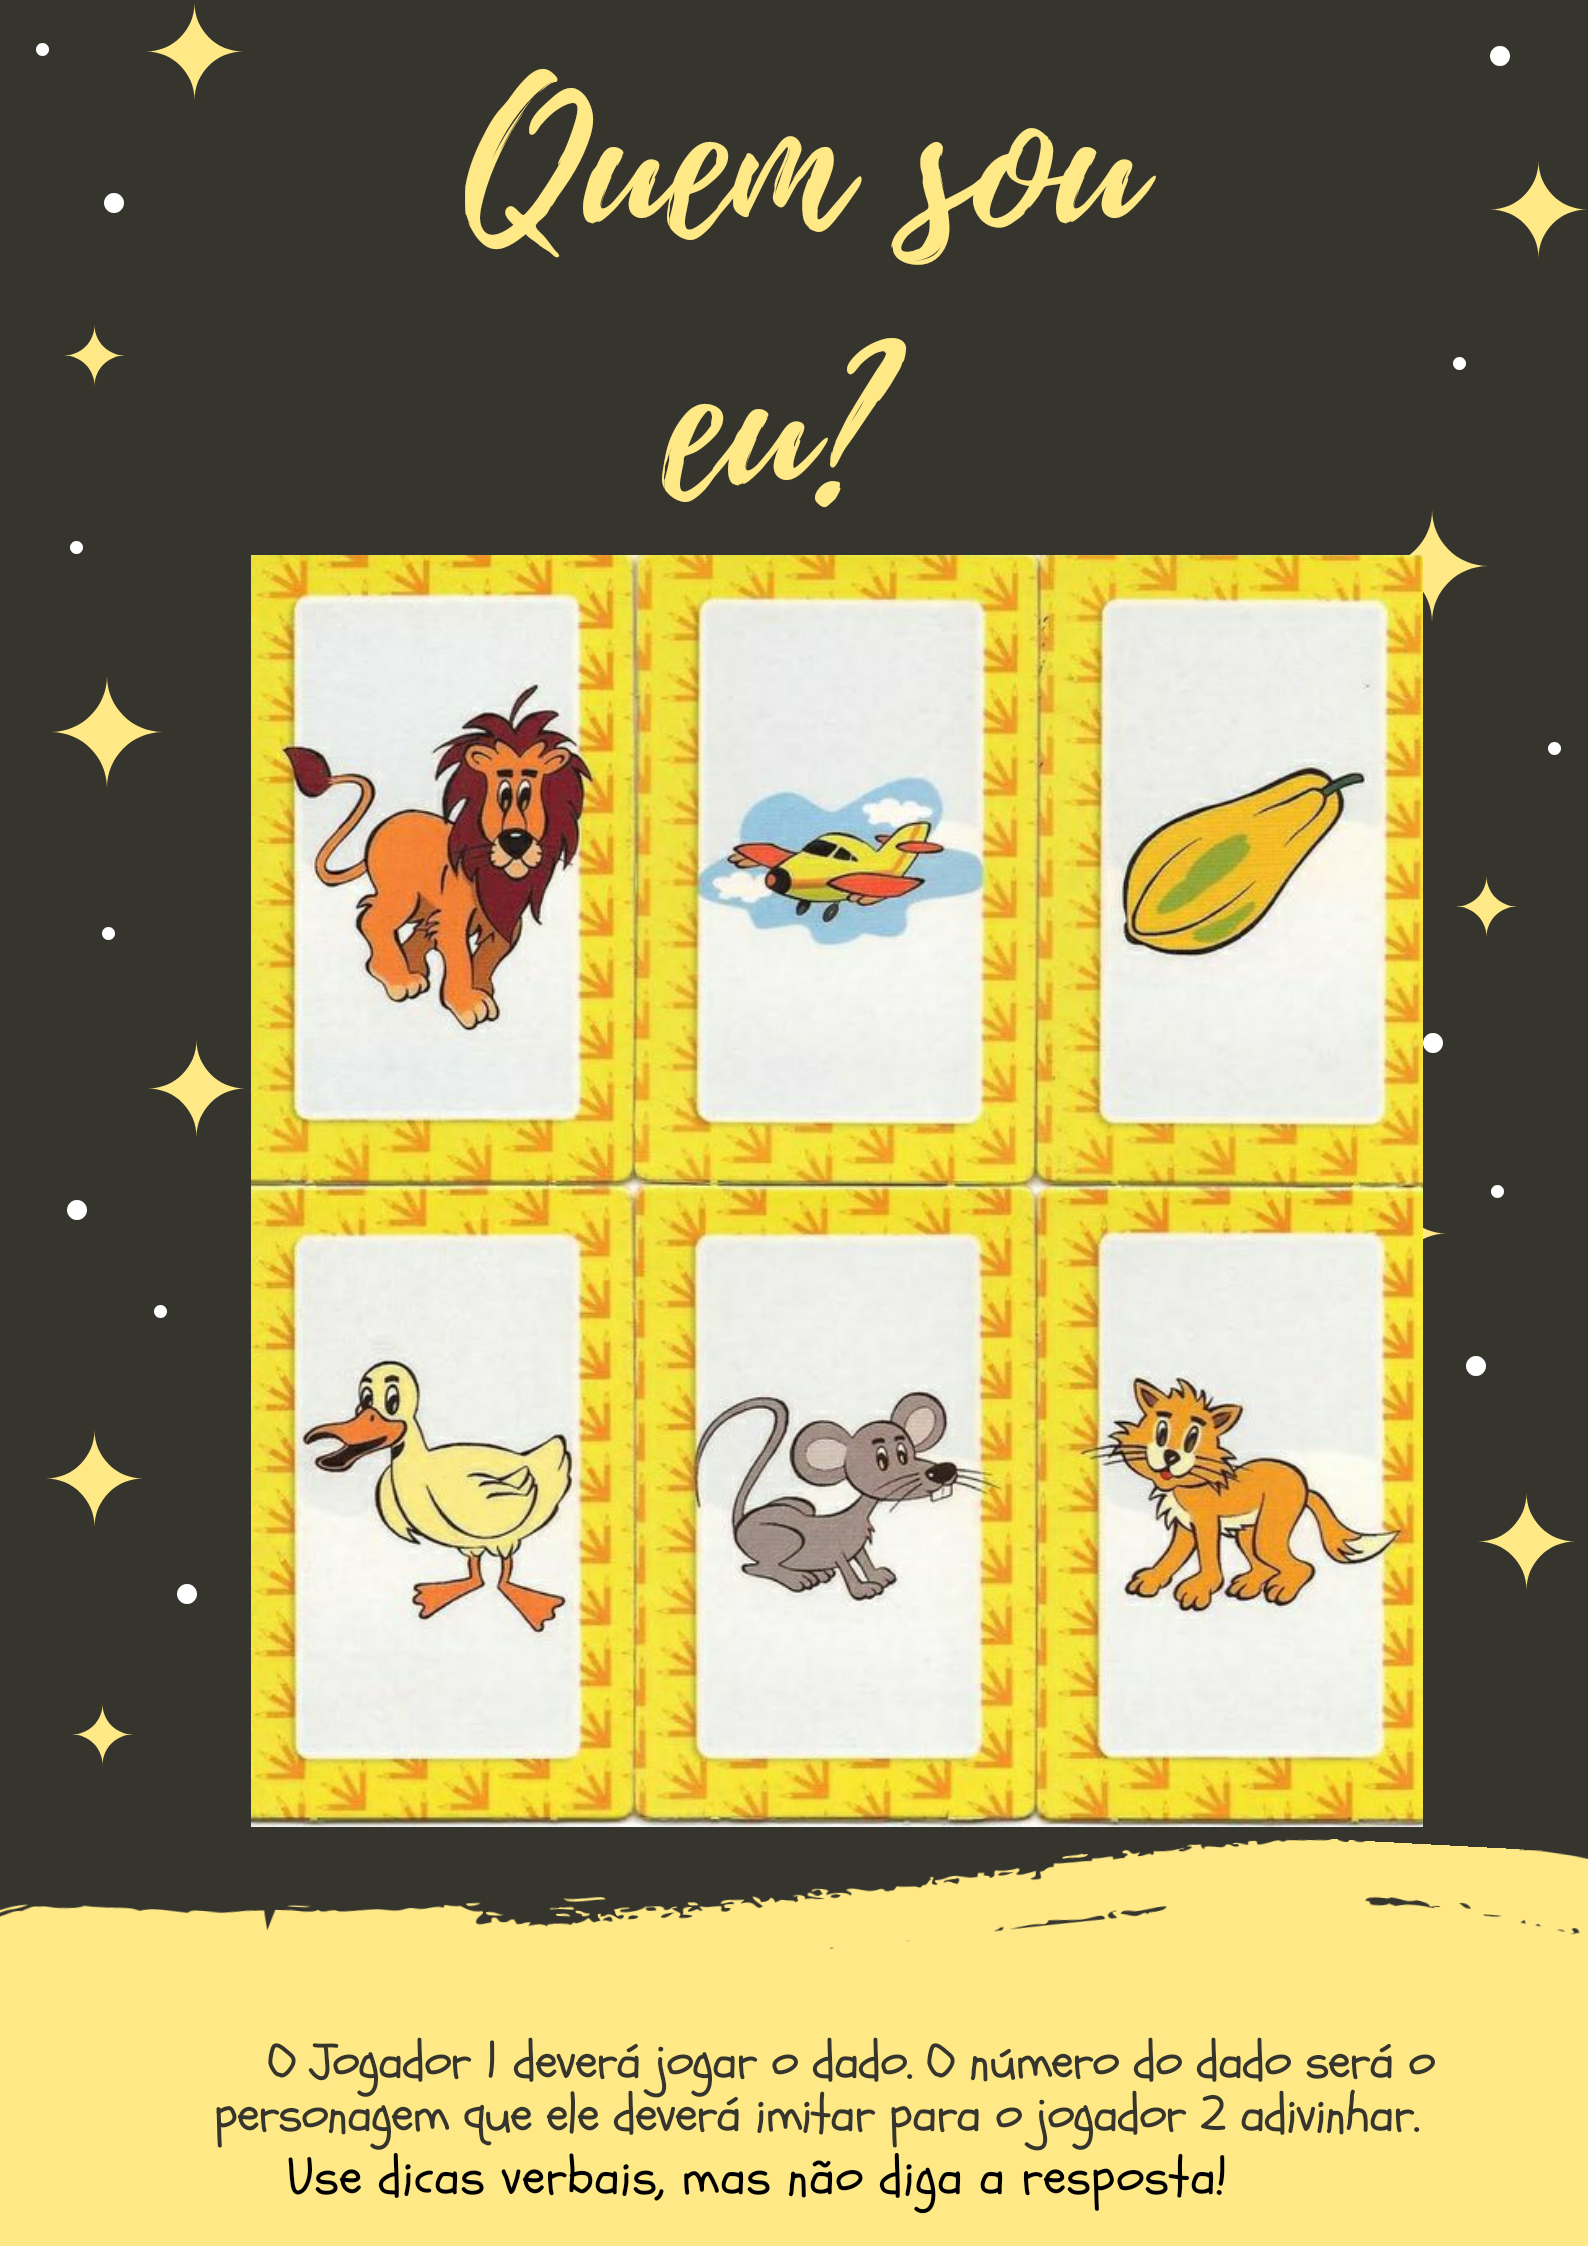 Quem sou
eu?
O Jogador 1 deverá jogar o dado. O número do dado será o
personagem que ele deverá imitar para o jogador 2 adivinhar.
Use dicas verbais, mas não diga a resposta!